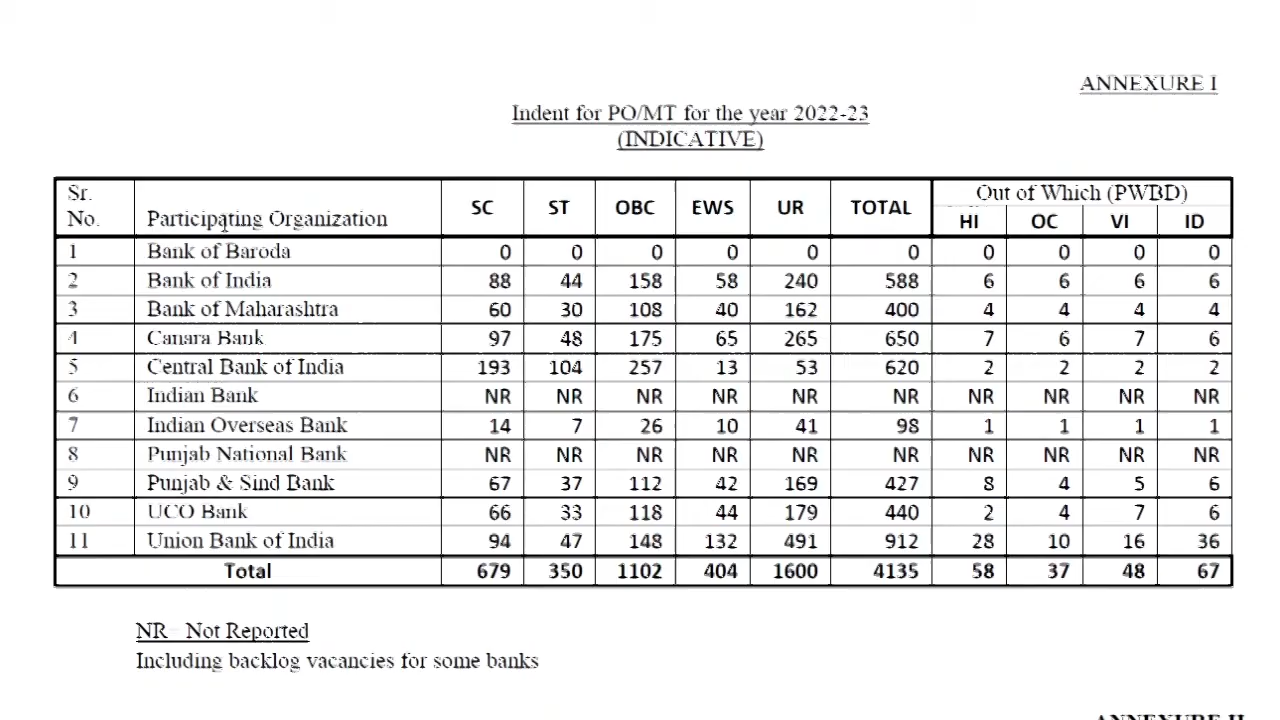 ANNEXURE I
Indent for PO/MT for the year 2022-23
(INDICATIVE)
Sr. No. Participating Organization SC ST OBC EWS UR TOTAL Out of Which (PWBD) HI OC VI ID
1 Bank of Baroda 0 0 0 0 0 0 0 0 0 0
2 Bank of India 88 44 158 58 240 588 6 6 6 6
3 Bank of Maharashtra 60 30 108 40 162 400 4 4 4 4
4 Canara Bank 97 48 175 65 265 650 7 6 7 6
5 Central Bank of India 193 104 257 13 53 620 2 2 2 2
6 Indian Bank NR NR NR NR NR NR NR NR NR NR
7 Indian Overseas Bank 14 7 26 10 41 98 1 1 1 1
8 Punjab National Bank NR NR NR NR NR NR NR NR NR NR
9 Punjab & Sind Bank 67 37 112 42 169 427 8 4 5 6
10 UCO Bank 66 33 118 44 179 440 2 4 7 6
11 Union Bank of India 94 47 148 132 491 912 28 10 16 36
Total 679 350 1102 404 1600 4135 58 37 48 67
NR– Not Reported
Including backlog vacancies for some banks
ANNEXURE II